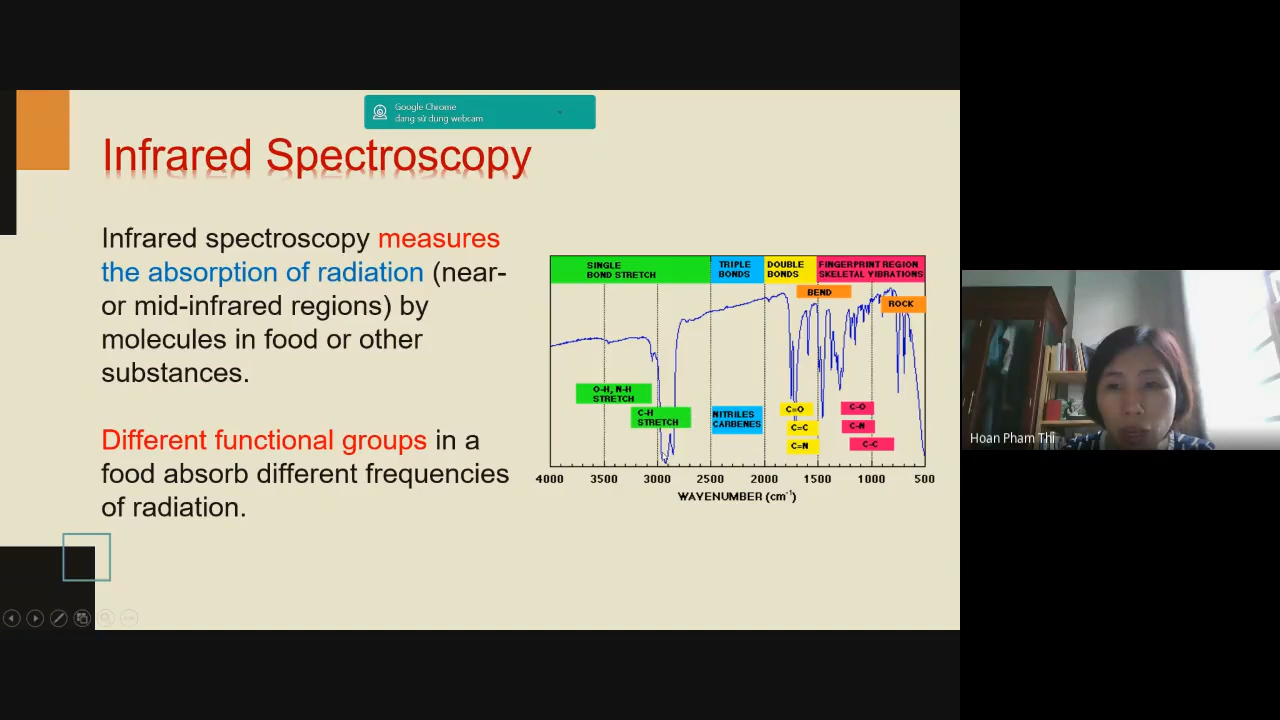 Google Chrome
đang sử dụng webcam
Infrared Spectroscopy
Infrared spectroscopy measures
the absorption of radiation (near-
or mid-infrared regions) by
molecules in food or other
substances.
Different functional groups in a
food absorb different frequencies
of radiation.
SINGLE
BOND STRETCH
TRIPLE
BONDS
DOUBLE
BONDS
FINGERPRINT REGION
SKELETAL VIBRATIONS
BEND
ROCK
O-H, N-H
STRETCH
C-H
STRETCH
NITRILES
CARBENES
C=O
C=C
C=N
C-O
C-N
C-C
4000 3500 3000 2500 2000 1500 1000 500
WAVENUMBER (cm⁻¹)
Hoan Pham Thi